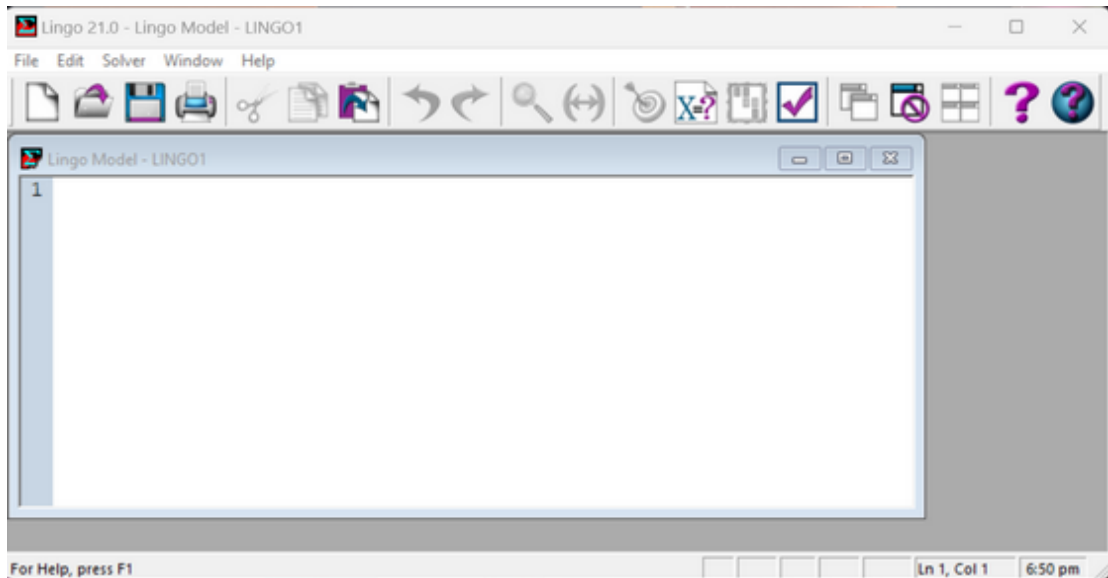 Lingo 21.0 - Lingo Model - LINGO1
File Edit Solver Window Help
X=?
? ?
Lingo Model - LINGO1
1
For Help, press F1 Ln 1, Col 1 6:50 pm